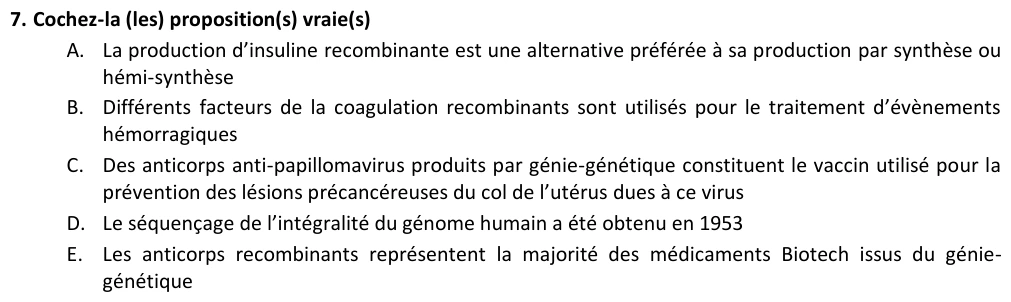 7. Cochez-la (les) proposition(s) vraie(s)
A. La production d’insuline recombinante est une alternative préférée à sa production par synthèse ou
hémi-synthèse
B. Différents facteurs de la coagulation recombinants sont utilisés pour le traitement d’évènements
hémorragiques
C. Des anticorps anti-papillomavirus produits par génie-génétique constituent le vaccin utilisé pour la
prévention des lésions précancéreuses du col de l’utérus dues à ce virus
D. Le séquençage de l’intégralité du génome humain a été obtenu en 1953
E. Les anticorps recombinants représentent la majorité des médicaments Biotech issus du génie-
génétique